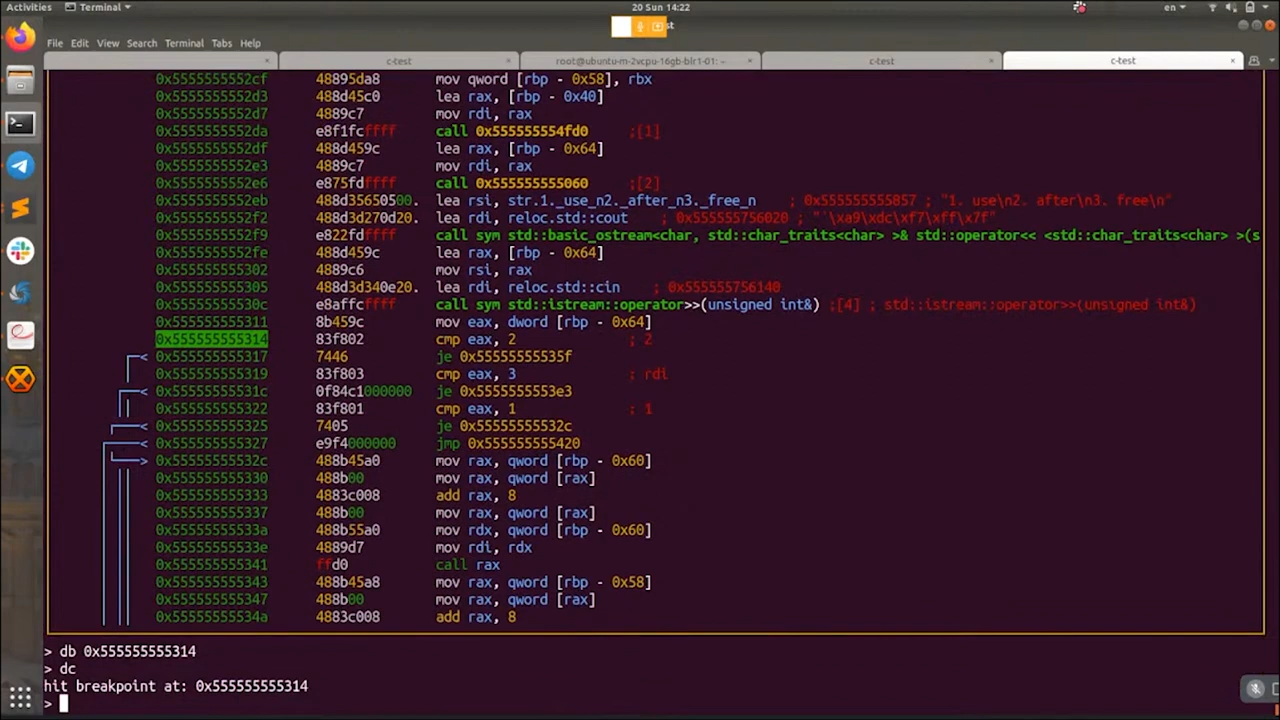 Activities Terminal 20 Sun 14:22 en
File Edit View Search Terminal Tabs Help
c-test root@ubuntu-m-2vcpu-16gb-blr1-01: ~ c-test c-test
0x5555555552cf 48895da8 mov qword [rbp - 0x58], rbx
0x5555555552d3 488d45c0 lea rax, [rbp - 0x40]
0x5555555552d7 4889c7 mov rdi, rax
0x5555555552da e8f1fcffff call 0x555555554fd0 ;[1]
0x5555555552df 488d459c lea rax, [rbp - 0x64]
0x5555555552e3 4889c7 mov rdi, rax
0x5555555552e6 e875fdffff call 0x555555555060 ;[2]
0x5555555552eb 488d35650500. lea rsi, str.1._use_n2._after_n3._free_n ; 0x555555555857 ; "1. use\n2. after\n3. free\n"
0x5555555552f2 488d3d270d20. lea rdi, reloc.std::cout ; 0x555555756020 ; "`\xa9\xdc\xf7\xff\x7f"
0x5555555552f9 e822fdffff call sym std::basic_ostream<char, std::char_traits<char> >& std::operator<< <std::char_traits<char> >(s
0x5555555552fe 488d459c lea rax, [rbp - 0x64]
0x555555555302 4889c6 mov rsi, rax
0x555555555305 488d3d340e20. lea rdi, reloc.std::cin ; 0x555555756140
0x55555555530c e8affcffff call sym std::istream::operator>>(unsigned int&) ;[4] ; std::istream::operator>>(unsigned int&)
0x555555555311 8b459c mov eax, dword [rbp - 0x64]
0x555555555314 83f802 cmp eax, 2 ; 2
0x555555555317 7446 je 0x55555555535f
0x555555555319 83f803 cmp eax, 3 ; rdi
0x55555555531c 0f84c1000000 je 0x5555555553e3
0x555555555322 83f801 cmp eax, 1 ; 1
0x555555555325 7405 je 0x55555555532c
0x555555555327 e9f4000000 jmp 0x555555555420
0x55555555532c 488b45a0 mov rax, qword [rbp - 0x60]
0x555555555330 488b00 mov rax, qword [rax]
0x555555555333 4883c008 add rax, 8
0x555555555337 488b00 mov rax, qword [rax]
0x55555555533a 488b55a0 mov rdx, qword [rbp - 0x60]
0x55555555533e 4889d7 mov rdi, rdx
0x555555555341 ffd0 call rax
0x555555555343 488b45a8 mov rax, qword [rbp - 0x58]
0x555555555347 488b00 mov rax, qword [rax]
0x55555555534a 4883c008 add rax, 8
> db 0x555555555314
> dc
hit breakpoint at: 0x555555555314
>